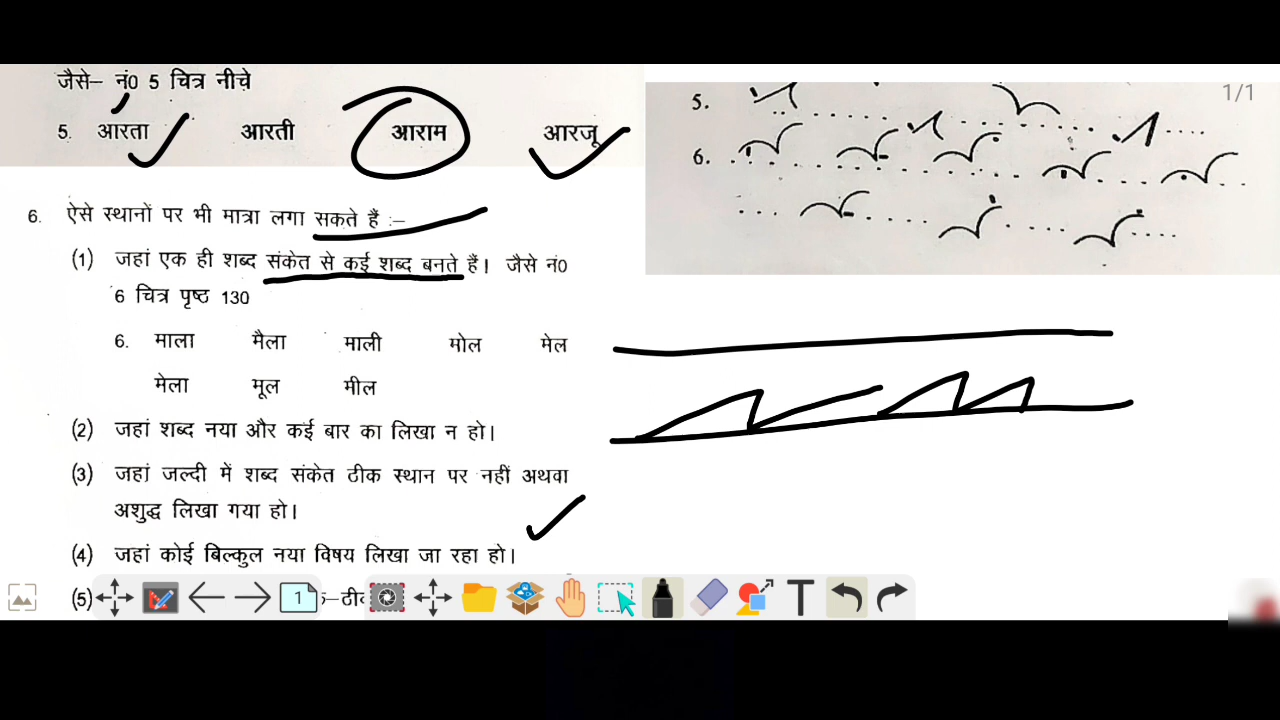 जैसे– नं0 5 चित्र नीचे
5. आरता आरती आराम आरजू
6. ऐसे स्थानों पर भी मात्रा लगा सकते हैं :–
(1) जहां एक ही शब्द संकेत से कई शब्द बनते हैं। जैसे नं0
6 चित्र पृष्ठ 130
6. माला मैला माली मोल मेल
मेला मूल मील
(2) जहां शब्द नया और कई बार का लिखा न हो।
(3) जहां जल्दी में शब्द संकेत ठीक स्थान पर नहीं अथवा
अशुद्ध लिखा गया हो।
(4) जहां कोई बिल्कुल नया विषय लिखा जा रहा हो।
(5)
1/1
5.
6.
1
T